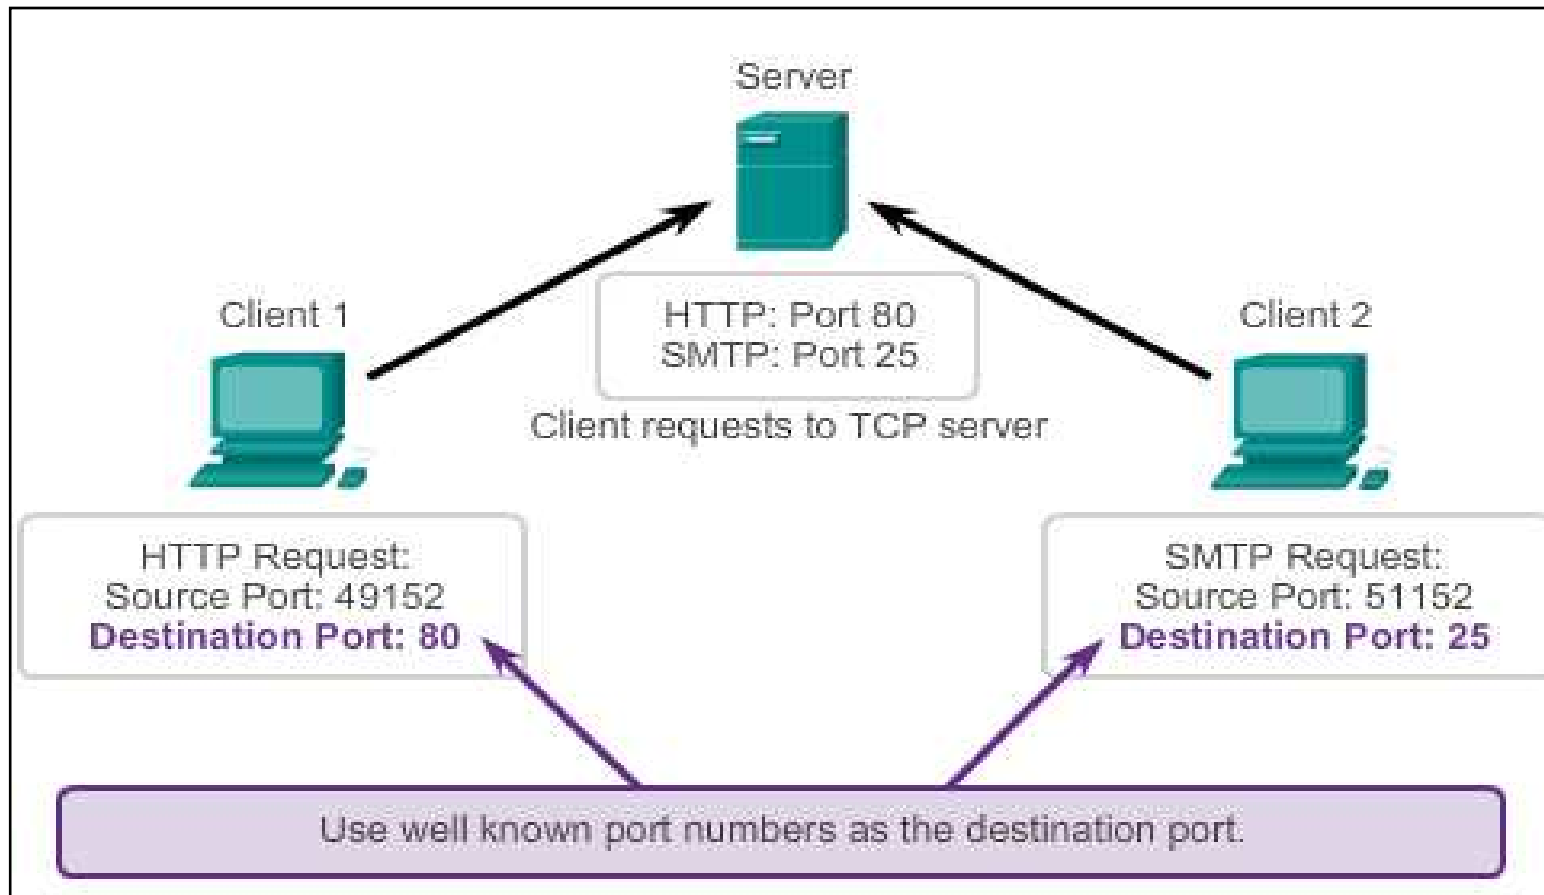 Server
Client 1
HTTP: Port 80
SMTP: Port 25
Client 2
Client requests to TCP server
HTTP Request:
Source Port: 49152
Destination Port: 80
SMTP Request:
Source Port: 51152
Destination Port: 25
Use well known port numbers as the destination port.